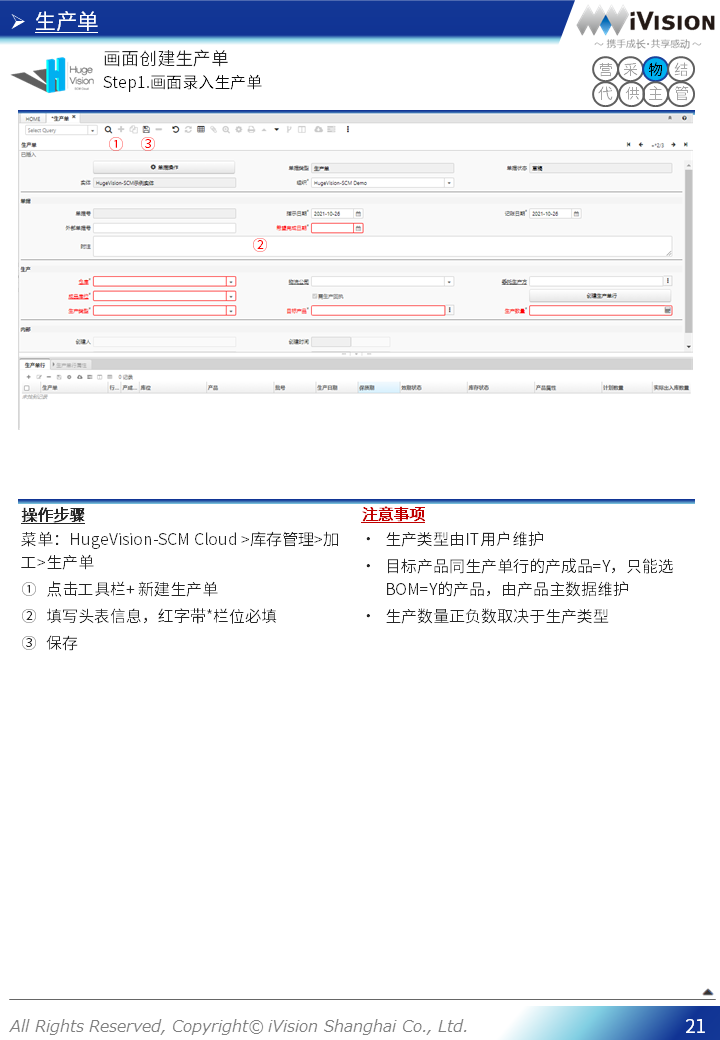 ➢ 生产单
iVISION
～ 携手成长·共享感动 ～
Huge
Vision
画面创建生产单
Step1.画面录入生产单
营 采 物 结
代 供 主 管
HOME *生产单 ×
Select Query
① ③
生产单
+*2/3
已插入
单据操作 单据类型 生产单 单据状态 草稿
实体 HugeVision-SCM示例实体 组织* HugeVision-SCM Demo
单据
单据号 指示日期* 2021-10-26 记账日期* 2021-10-26
外部单据号 希望完成日期*
附注 ②
生产
仓库* 物流公司 委托生产方
成品库位* 需生产回执 创建生产单行
生产类型* 目标产品* 生产数量*
内部
创建人 创建时间
生产单行 生产单行属性
0 记录
生产单 行... 产成... 库位 产品 批号 生产日期 保质期 效期状态 库存状态 产品属性 计划数量 实际出入库数量
操作步骤
菜单：HugeVision-SCM Cloud >库存管理>加
工>生产单
① 点击工具栏+ 新建生产单
② 填写头表信息，红字带*栏位必填
③ 保存
注意事项
• 生产类型由IT用户维护
• 目标产品同生产单行的产成品=Y，只能选
BOM=Y的产品，由产品主数据维护
• 生产数量正负数取决于生产类型
All Rights Reserved, Copyright© iVision Shanghai Co., Ltd.
21